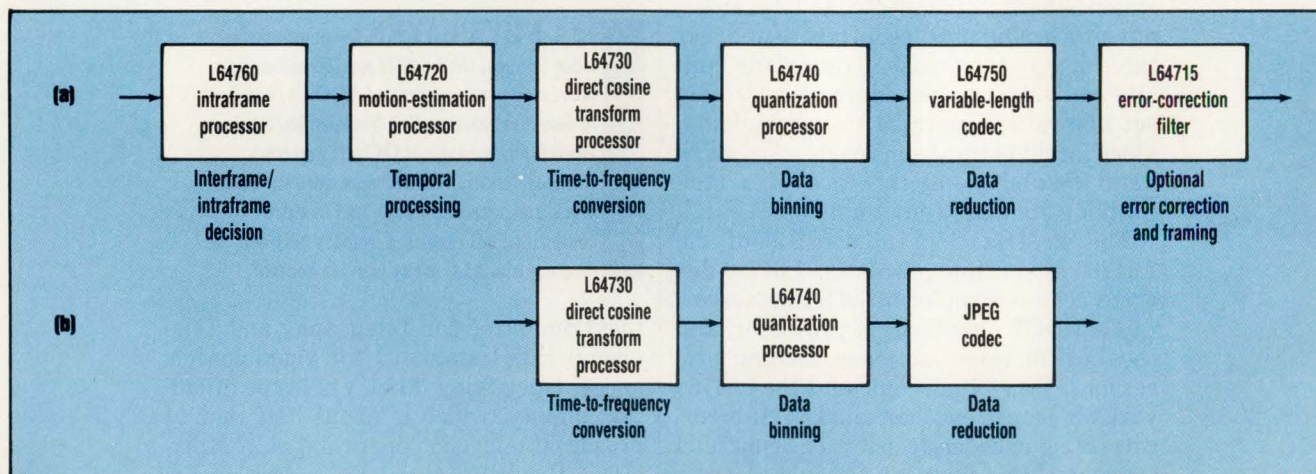 (a)
L64760
intraframe
processor
Interframe/
intraframe
decision
L64720
motion-estimation
processor
Temporal
processing
L64730
direct cosine
transform
processor
Time-to-frequency
conversion
L64740
quantization
processor
Data
binning
L64750
variable-length
codec
Data
reduction
L64715
error-correction
filter
Optional
error correction
and framing
(b)
L64730
direct cosine
transform
processor
Time-to-frequency
conversion
L64740
quantization
processor
Data
binning
JPEG
codec
Data
reduction